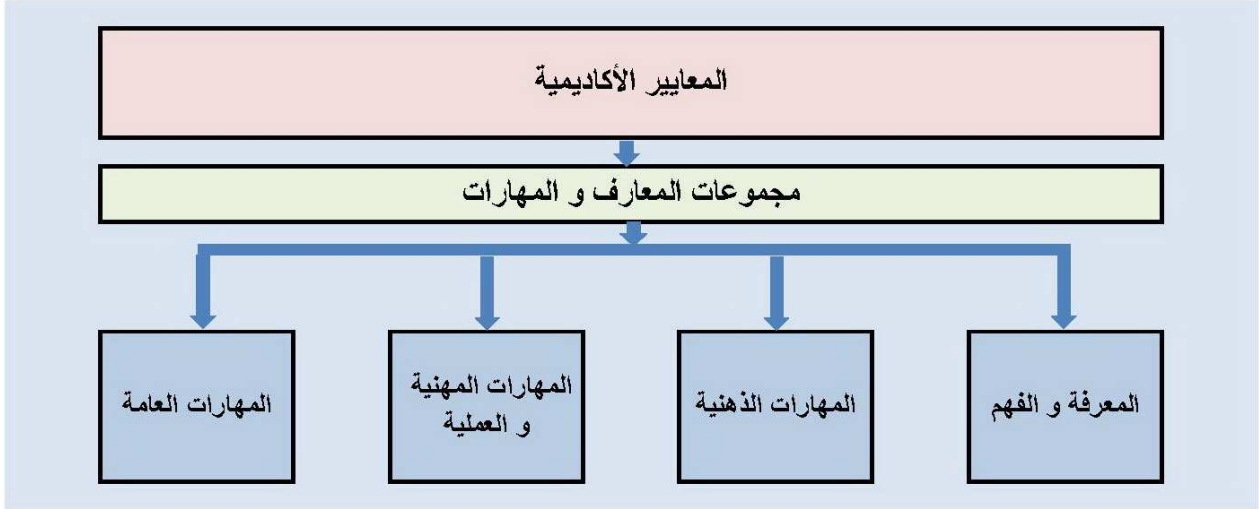 المعايير الأكاديمية
مجموعات المعارف و المهارات
المعرفة و الفهم
المهارات الذهنية
المهارات المهنية
و العملية
المهارات العامة